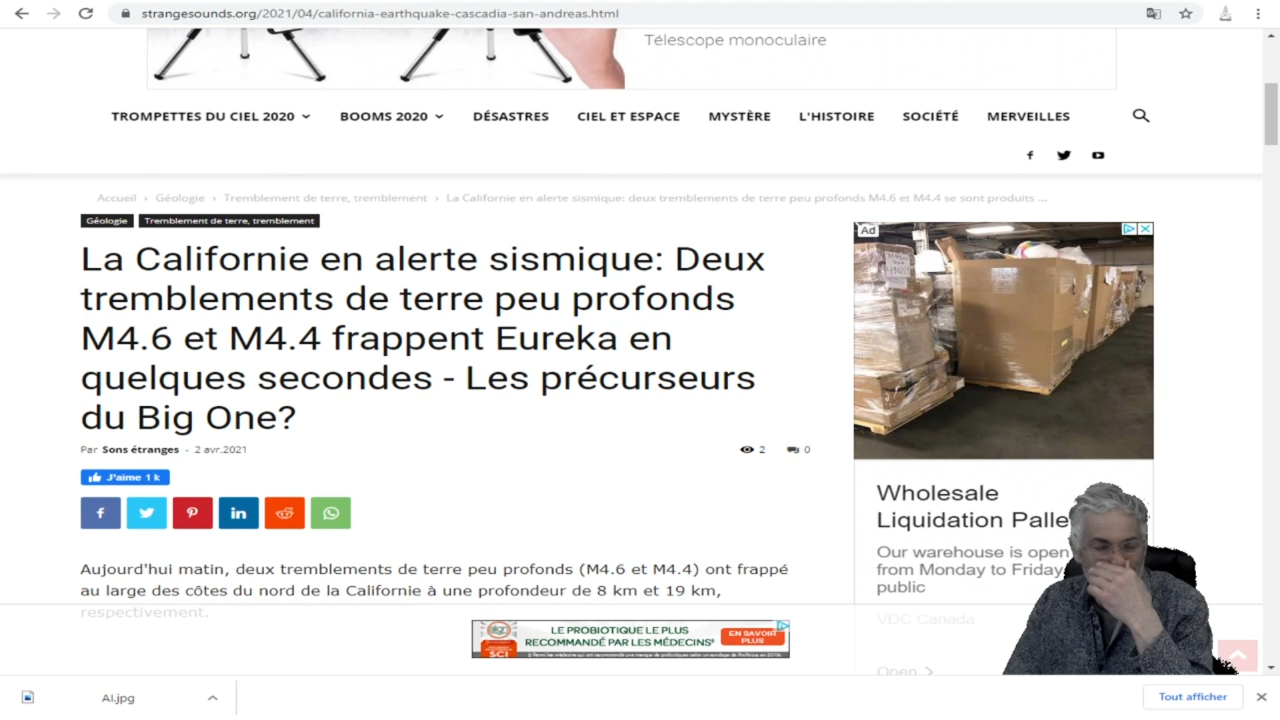 strangesounds.org/2021/04/california-earthquake-cascadia-san-andreas.html
Télescope monoculaire
TROMPETTES DU CIEL 2020 BOOMS 2020 DÉSASTRES CIEL ET ESPACE MYSTÈRE L'HISTOIRE SOCIÉTÉ MERVEILLES
Accueil › Géologie › Tremblement de terre, tremblement › La Californie en alerte sismique: deux tremblements de terre peu profonds M4.6 et M4.4 se sont produits ...
Géologie Tremblement de terre, tremblement
La Californie en alerte sismique: Deux
tremblements de terre peu profonds
M4.6 et M4.4 frappent Eureka en
quelques secondes - Les précurseurs
du Big One?
Par Sons étranges - 2 avr.2021 2 0
J'aime 1 k
Aujourd'hui matin, deux tremblements de terre peu profonds (M4.6 et M4.4) ont frappé
au large des côtes du nord de la Californie à une profondeur de 8 km et 19 km,
respectivement.
Ad
Wholesale
Liquidation Palle
Our warehouse is open
from Monday to Friday
public
VDC Canada
Open
LE PROBIOTIQUE LE PLUS
RECOMMANDÉ PAR LES MÉDECINS
EN SAVOIR
PLUS
SCI
AI.jpg
Tout afficher